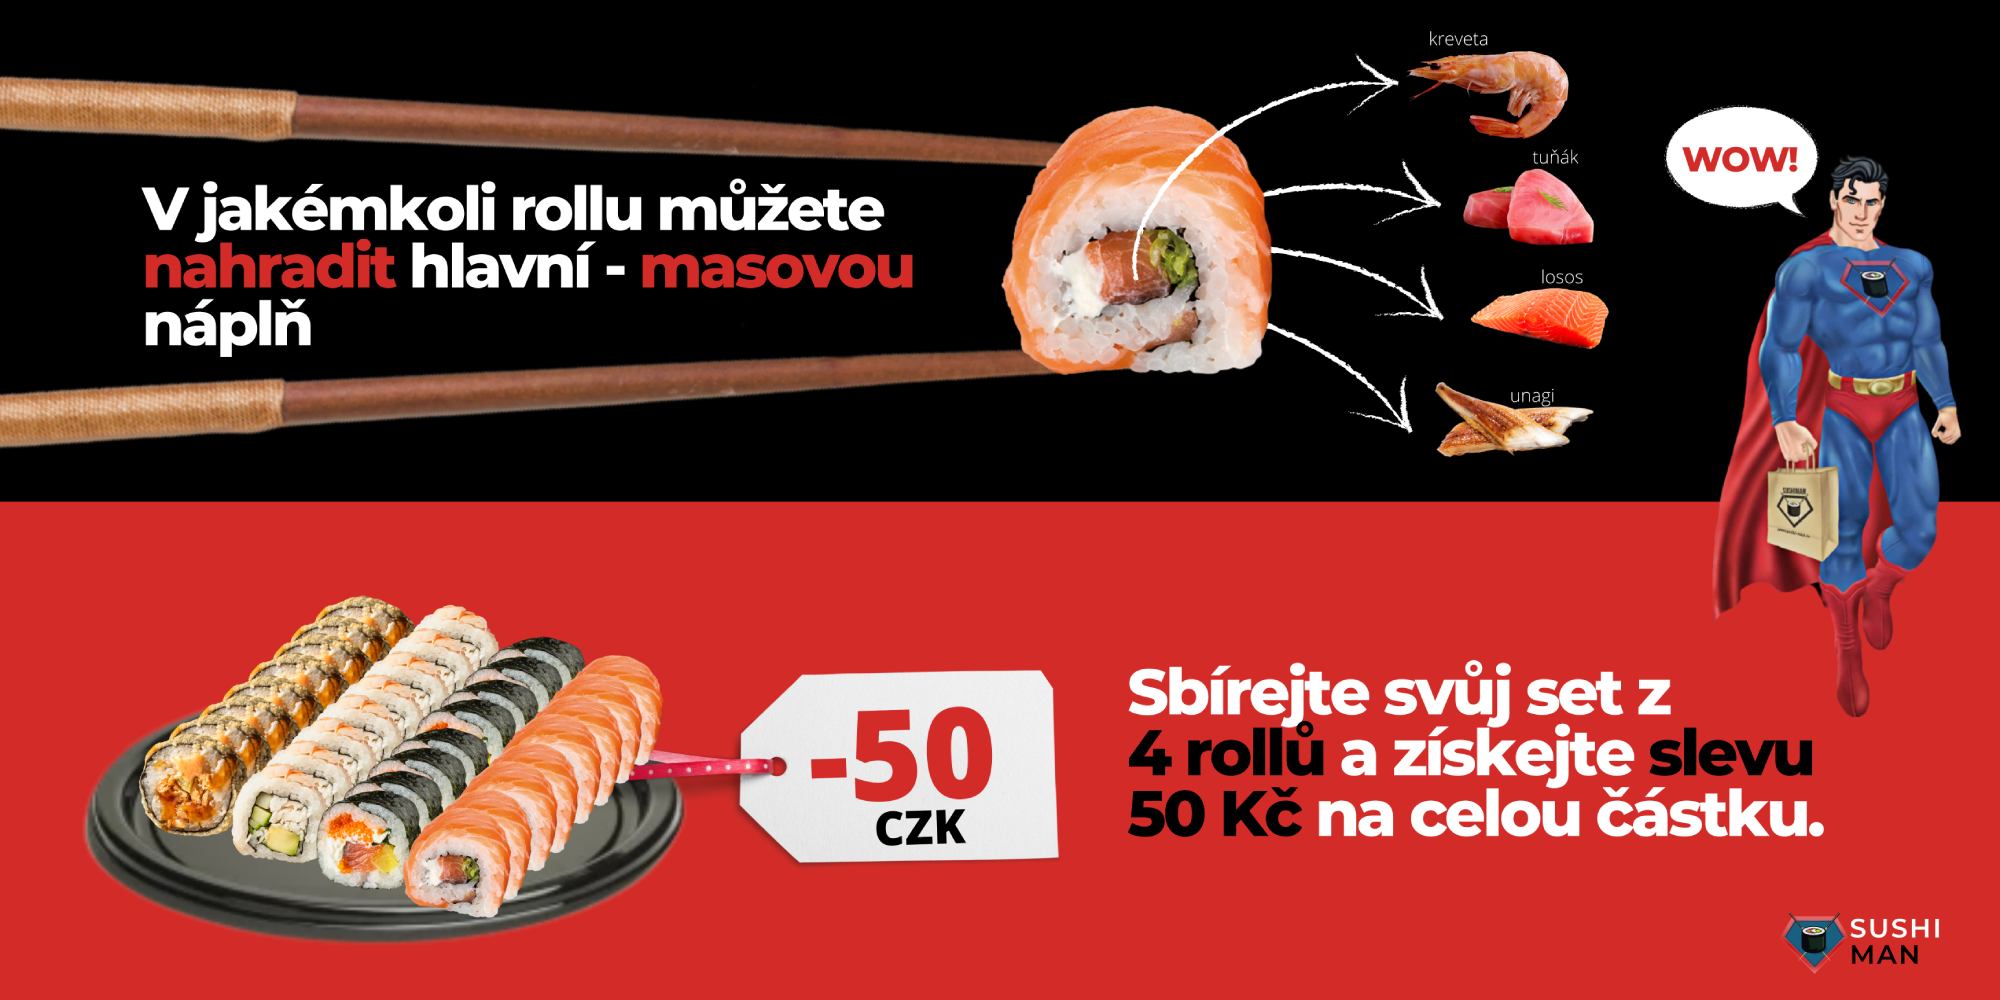 kreveta
WOW!
tuňák
V jakémkoli rollu můžete
nahradit hlavní - masovou
náplň
losos
unagi
SUSHIMAN
Sbírejte svůj set z
4 rollů a získejte slevu
50 Kč na celou částku.
-50
CZK
SUSHI
MAN